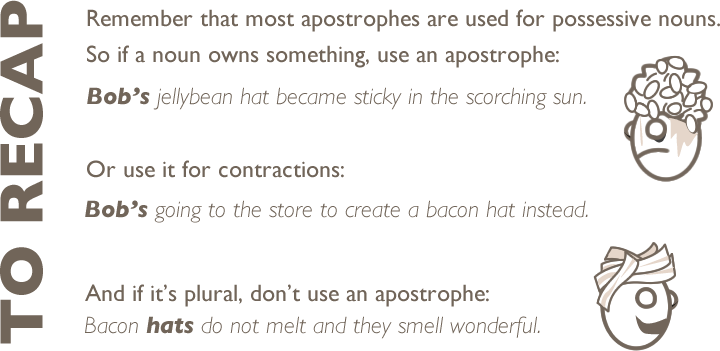 TO RECAP
Remember that most apostrophes are used for possessive nouns.
So if a noun owns something, use an apostrophe:
Bob's jellybean hat became sticky in the scorching sun.
Or use it for contractions:
Bob's going to the store to create a bacon hat instead.
And if it's plural, don't use an apostrophe:
Bacon hats do not melt and they smell wonderful.